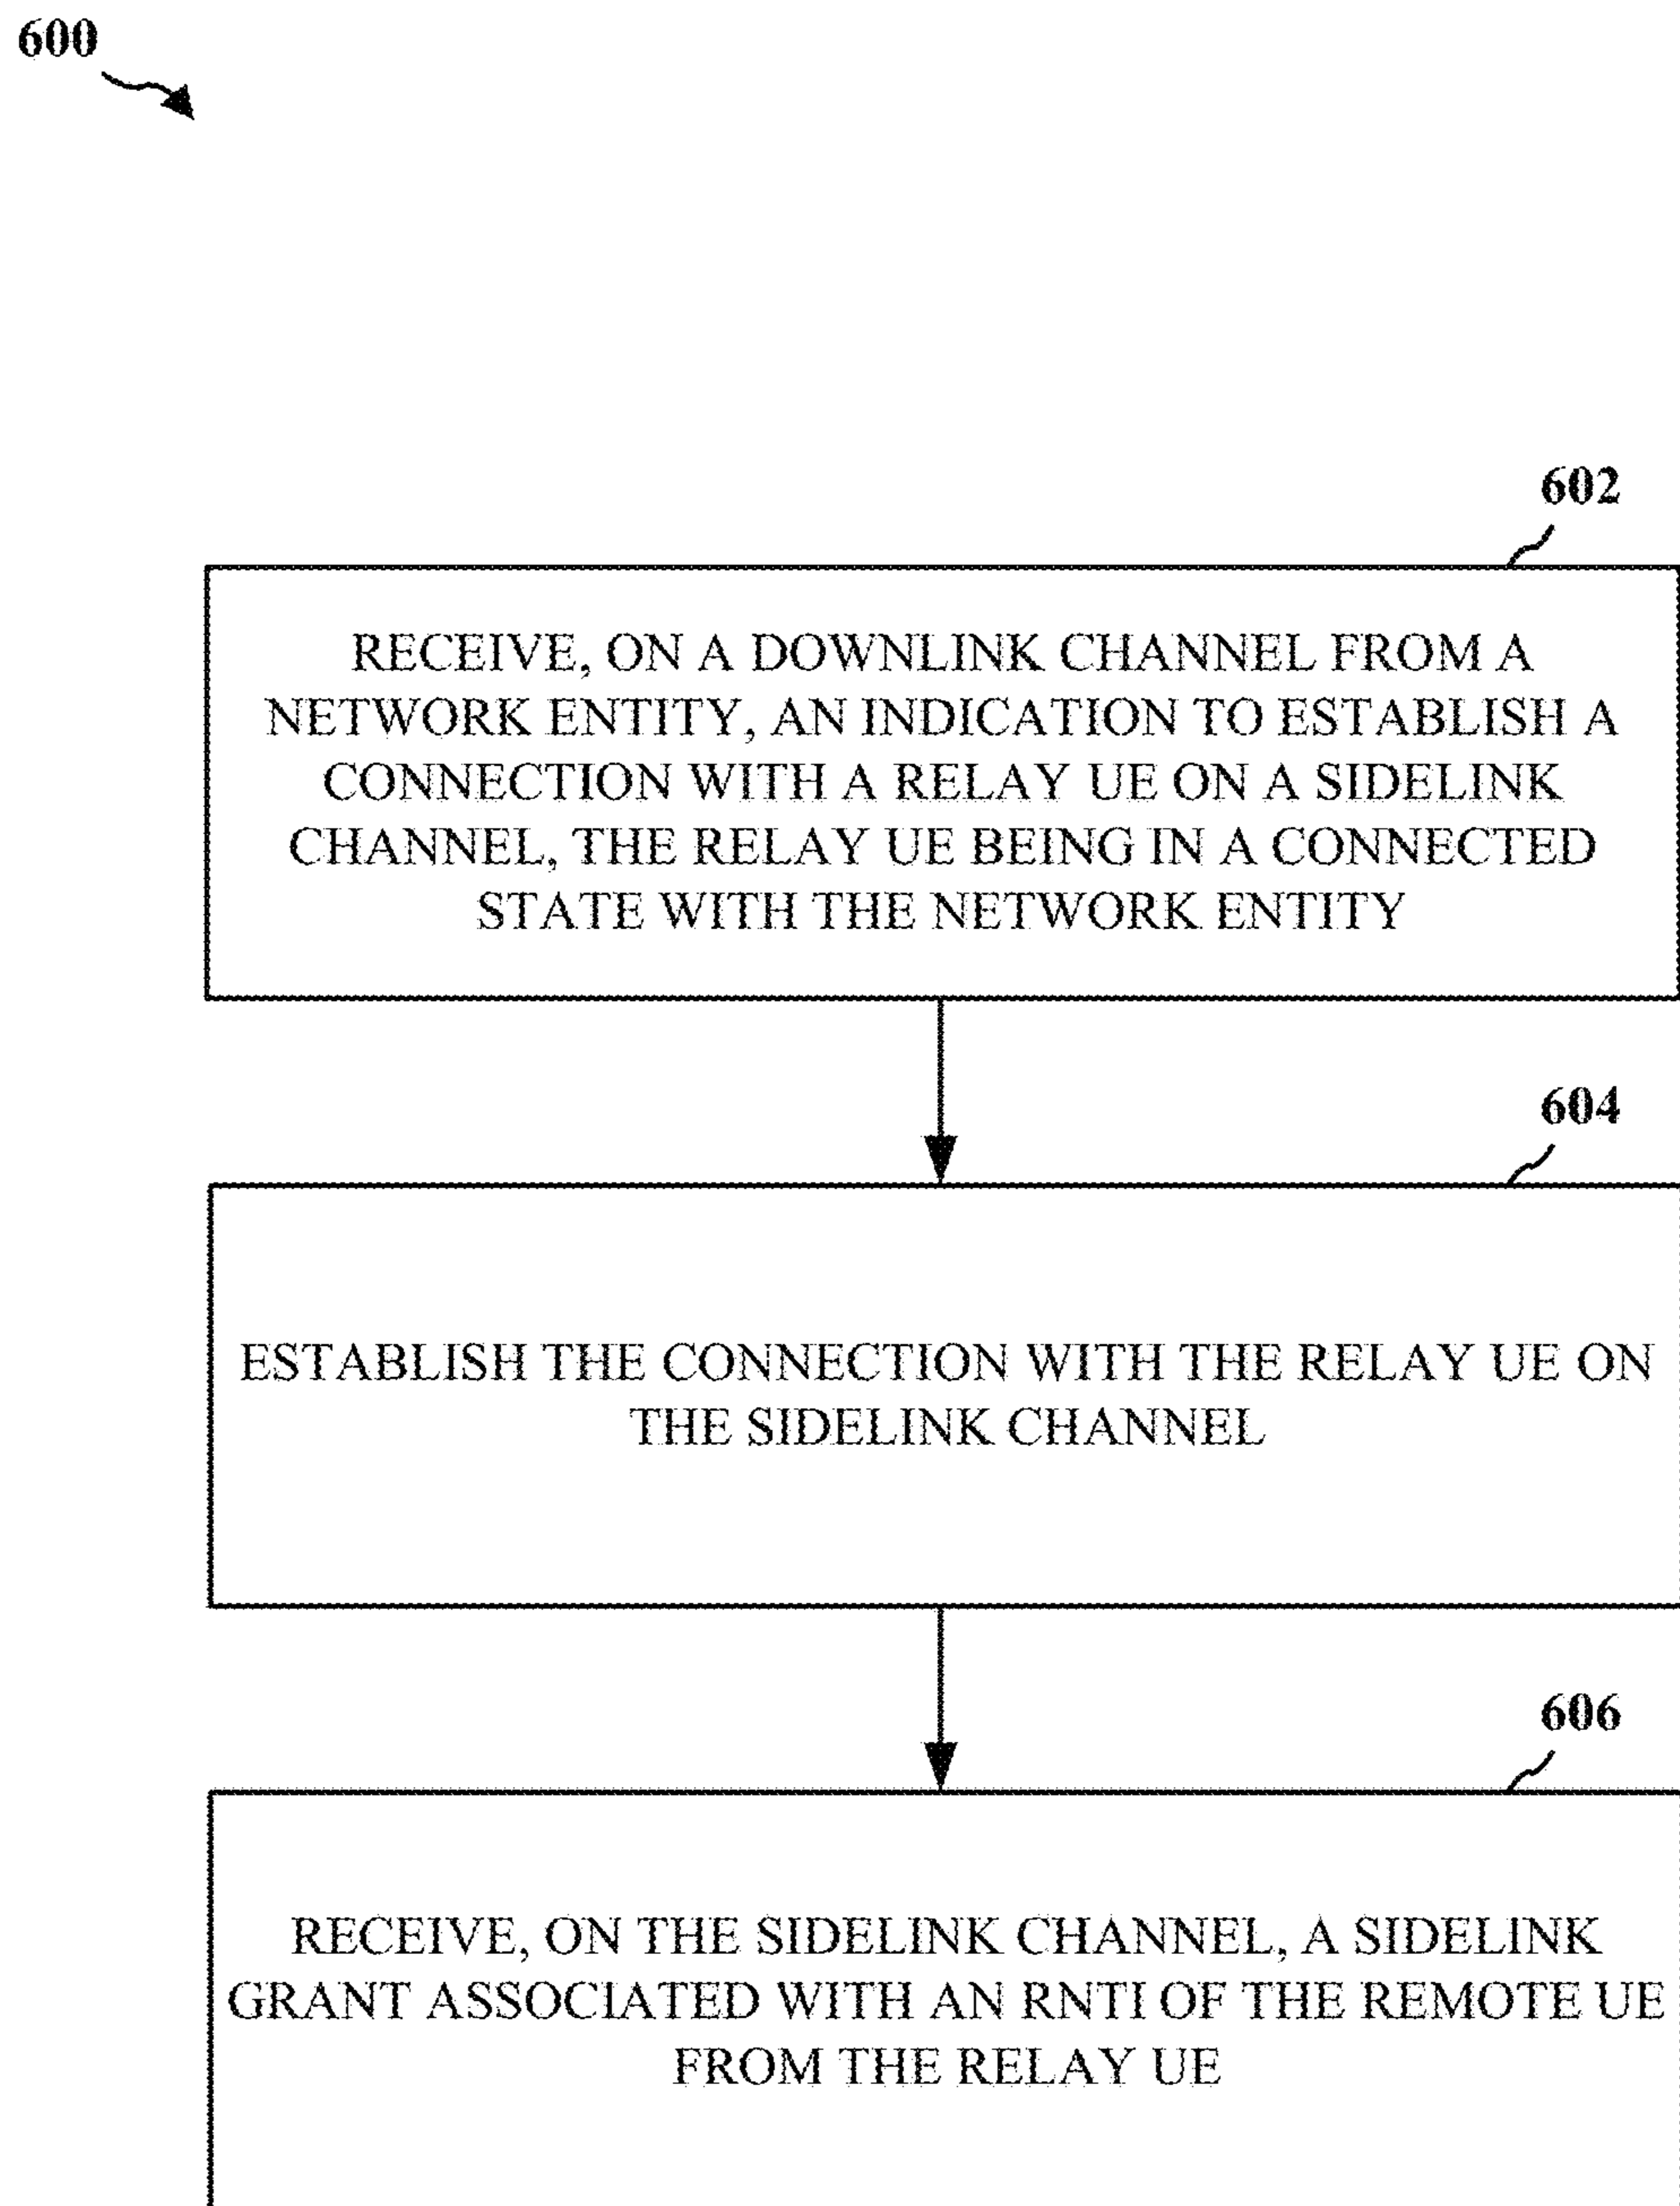 600
602
RECEIVE, ON A DOWNLINK CHANNEL FROM A
NETWORK ENTITY, AN INDICATION TO ESTABLISH A
CONNECTION WITH A RELAY UE ON A SIDELINK
CHANNEL, THE RELAY UE BEING IN A CONNECTED
STATE WITH THE NETWORK ENTITY
604
ESTABLISH THE CONNECTION WITH THE RELAY UE ON
THE SIDELINK CHANNEL
606
RECEIVE, ON THE SIDELINK CHANNEL, A SIDELINK
GRANT ASSOCIATED WITH AN RNTI OF THE REMOTE UE
FROM THE RELAY UE